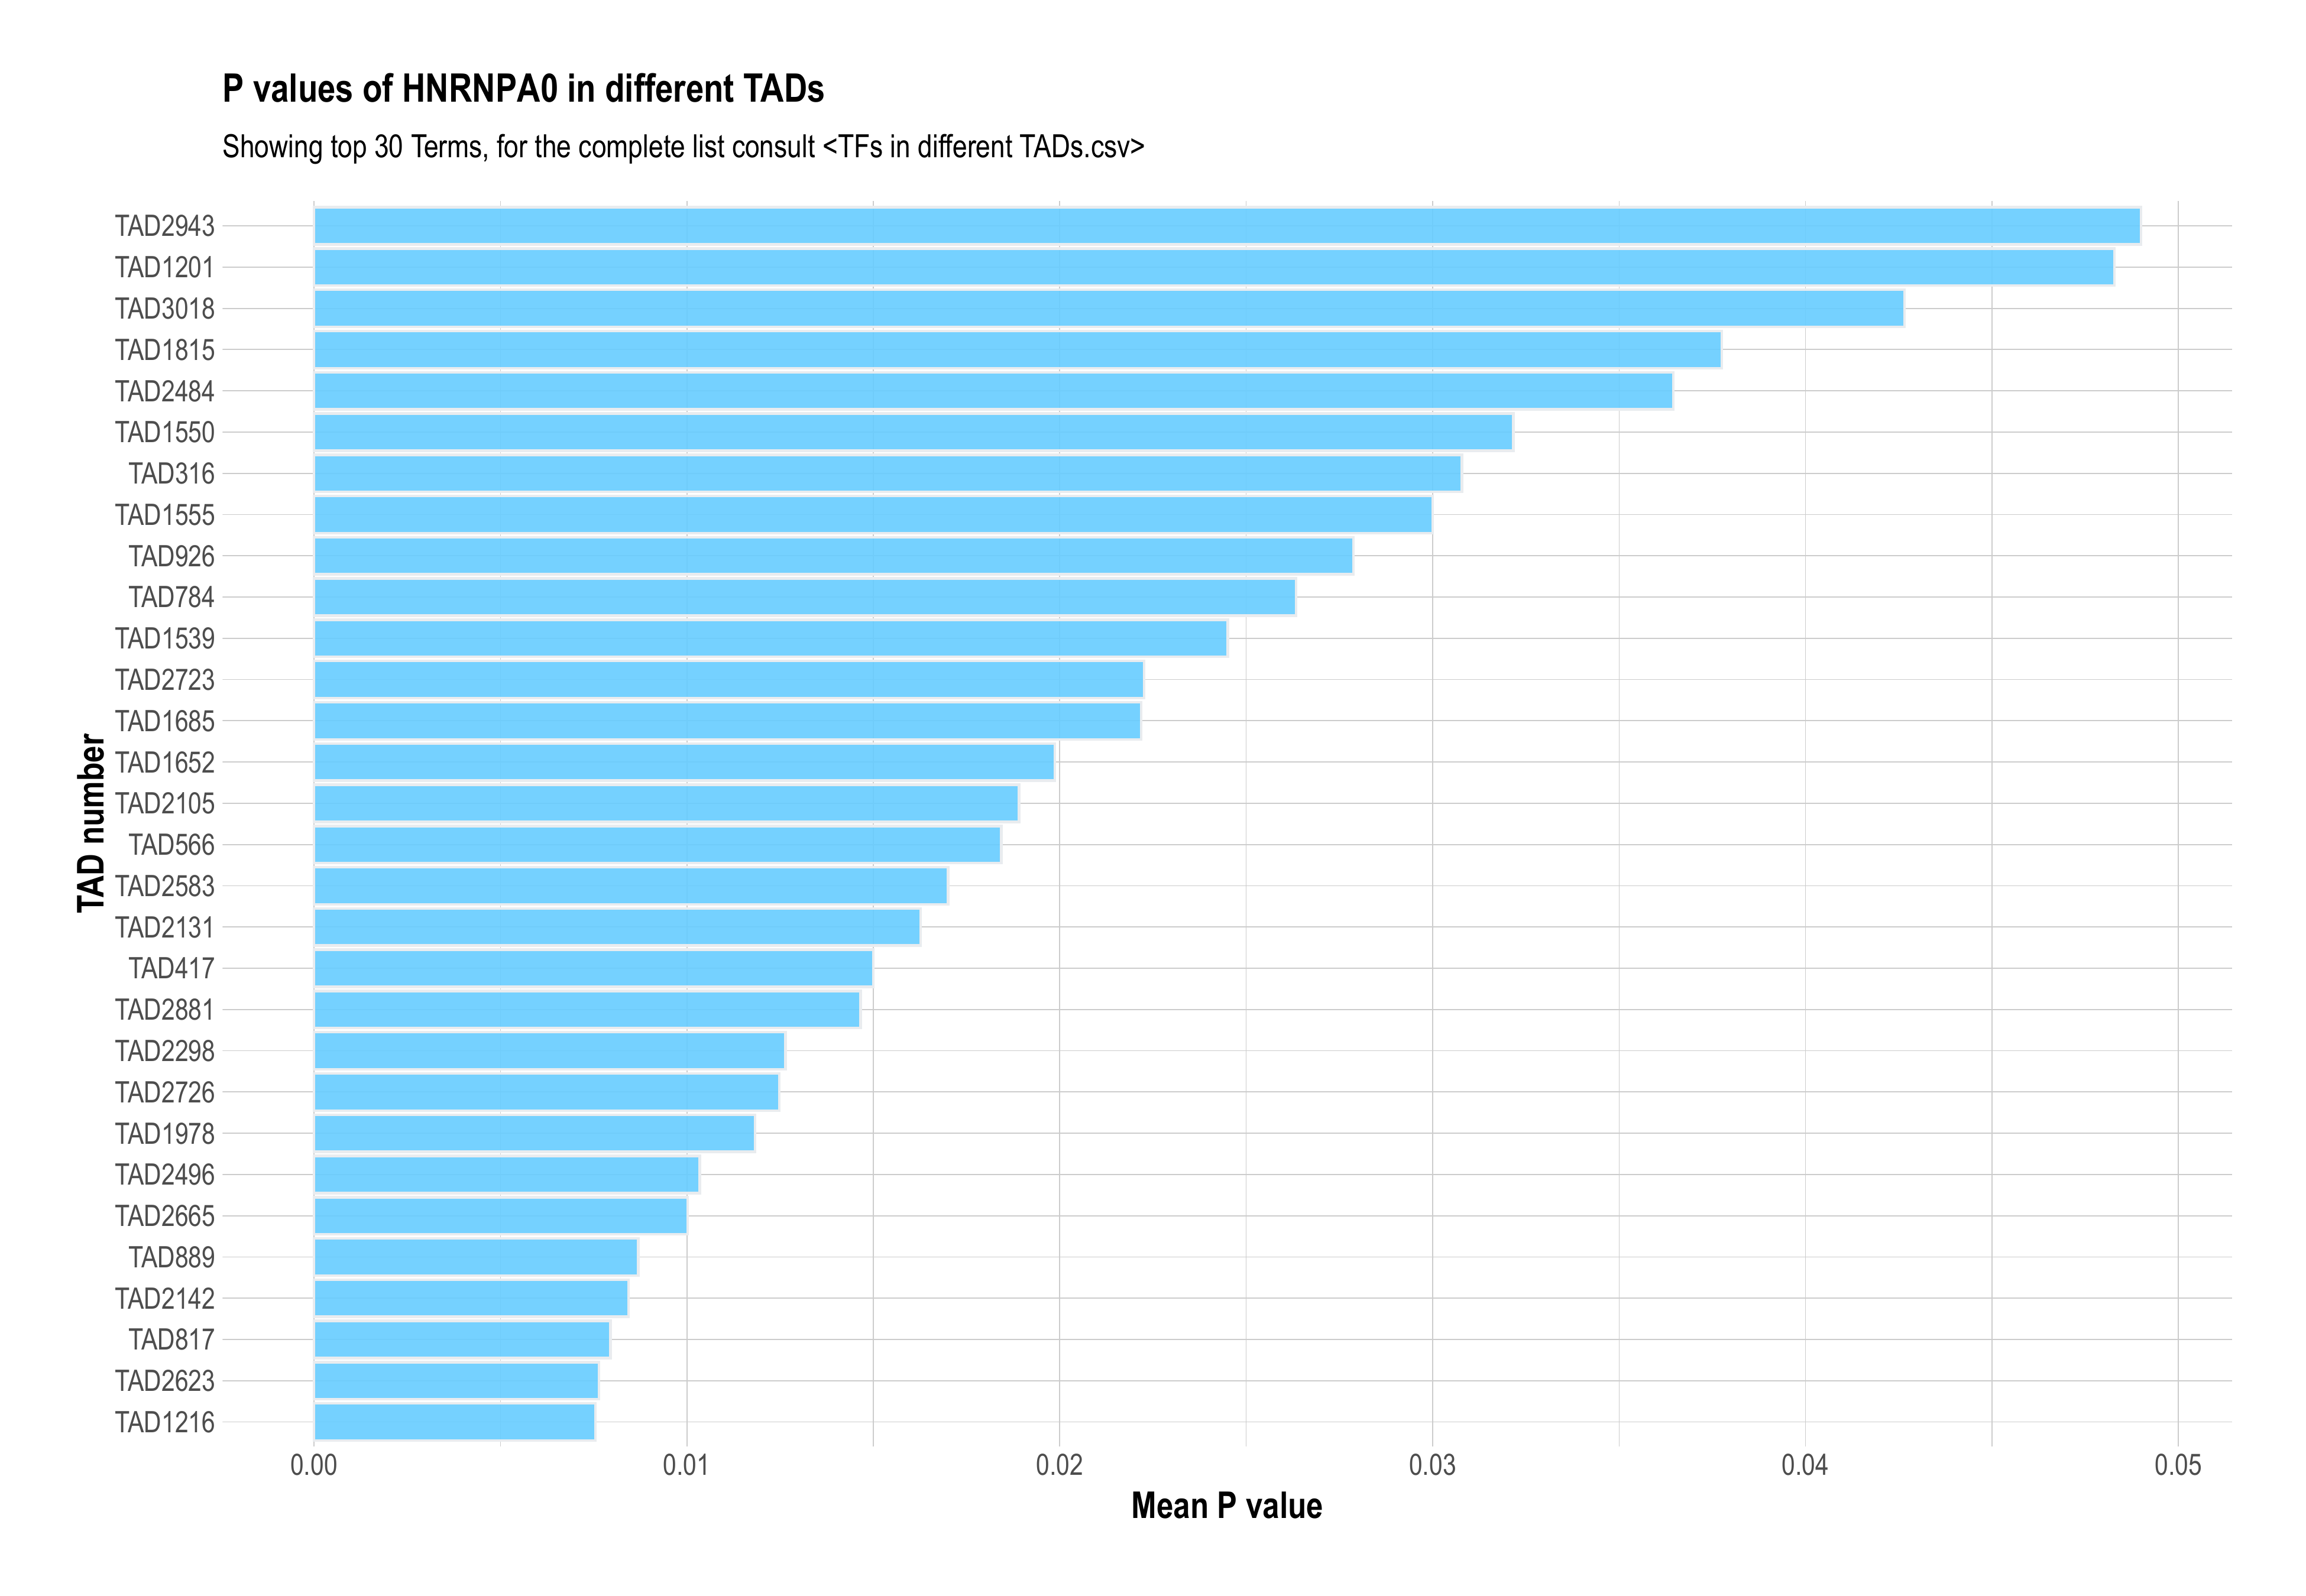 P values of HNRNPA0 in different TADs
Showing top 30 Terms, for the complete list consult <TFs in different TADs.csv>
TAD number
TAD2943
TAD1201
TAD3018
TAD1815
TAD2484
TAD1550
TAD316
TAD1555
TAD926
TAD784
TAD1539
TAD2723
TAD1685
TAD1652
TAD2105
TAD566
TAD2583
TAD2131
TAD417
TAD2881
TAD2298
TAD2726
TAD1978
TAD2496
TAD2665
TAD889
TAD2142
TAD817
TAD2623
TAD1216
0.00 0.01 0.02 0.03 0.04 0.05
Mean P value